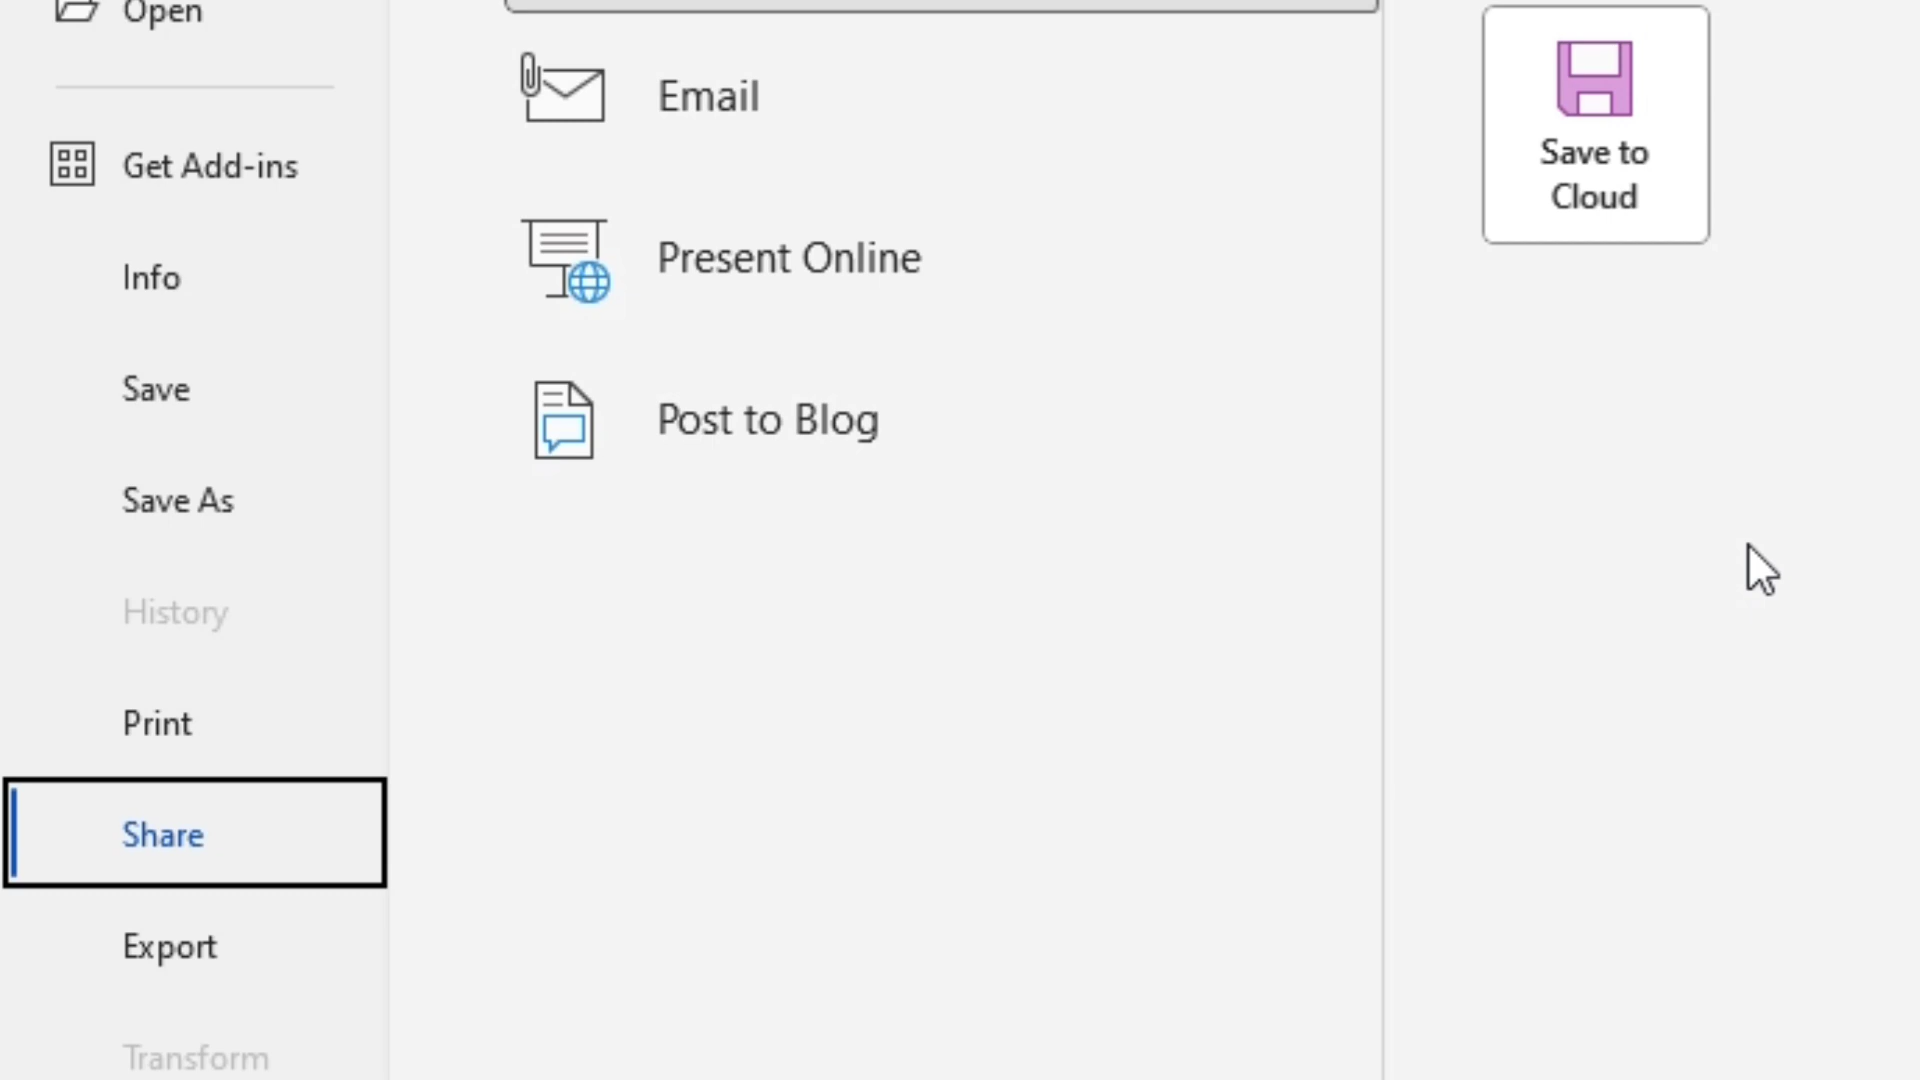 Open
Get Add-ins
Info
Save
Save As
History
Print
Share
Export
Transform
Email
Present Online
Post to Blog
Save to
Cloud